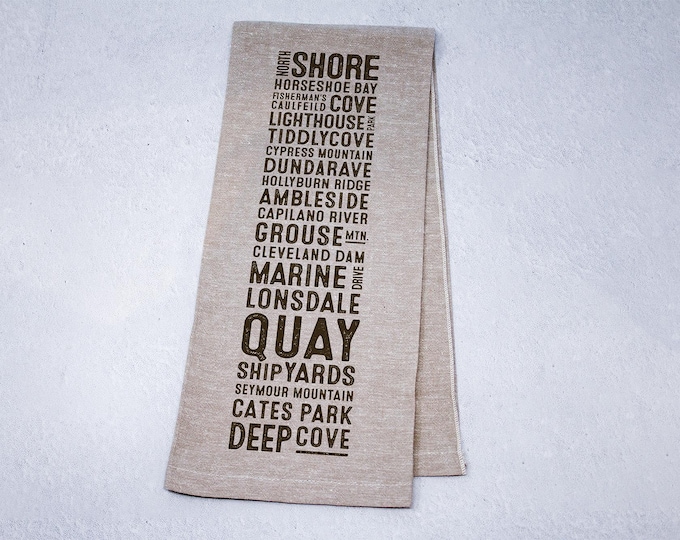 NORTH SHORE
HORSESHOE BAY
FISHERMAN'S
CAULFEILD COVE
LIGHTHOUSE PARK
TIDDLYCOVE
CYPRESS MOUNTAIN
DUNDARAVE
HOLLYBURN RIDGE
AMBLESIDE
CAPILANO RIVER
GROUSE MTN.
CLEVELAND DAM
MARINE DRIVE
LONSDALE
QUAY
SHIPYARDS
SEYMOUR MOUNTAIN
CATES PARK
DEEP COVE